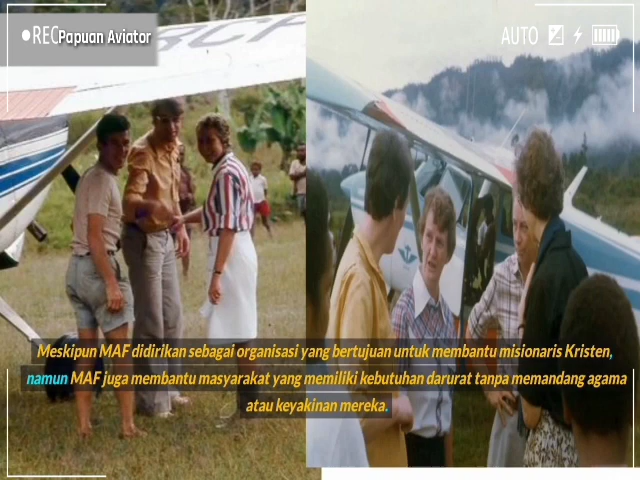 REC
Papuan Aviator
AUTO
Meskipun MAF didirikan sebagai organisasi yang bertujuan untuk membantu misionaris Kristen,
namun MAF juga membantu masyarakat yang memiliki kebutuhan darurat tanpa memandang agama
atau keyakinan mereka.